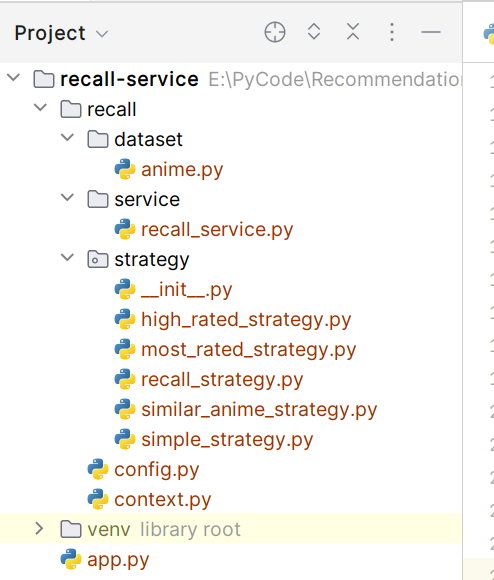 Project
recall-service E:\PyCode\Recommendation
recall
dataset
anime.py
service
recall_service.py
strategy
__init__.py
high_rated_strategy.py
most_rated_strategy.py
recall_strategy.py
similar_anime_strategy.py
simple_strategy.py
config.py
context.py
venv library root
app.py